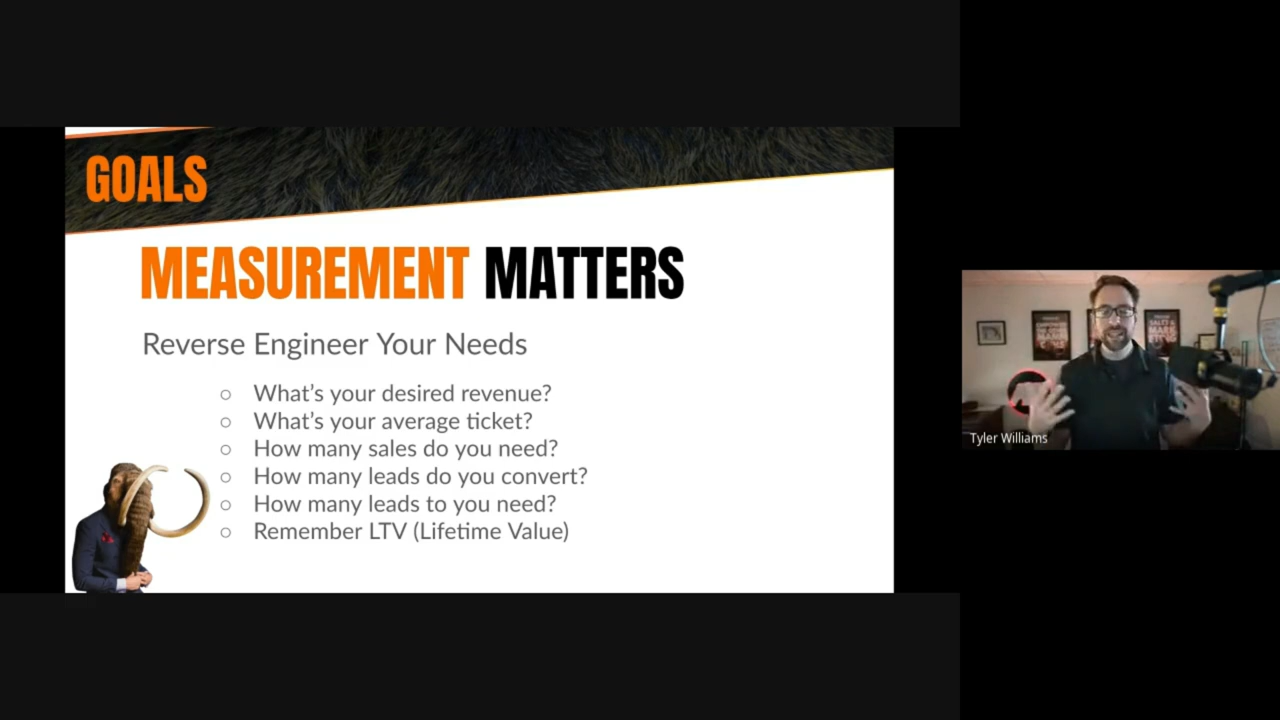 GOALS
MEASUREMENT MATTERS
Reverse Engineer Your Needs
○ What's your desired revenue?
○ What's your average ticket?
○ How many sales do you need?
○ How many leads do you convert?
○ How many leads to you need?
○ Remember LTV (Lifetime Value)
Tyler Williams